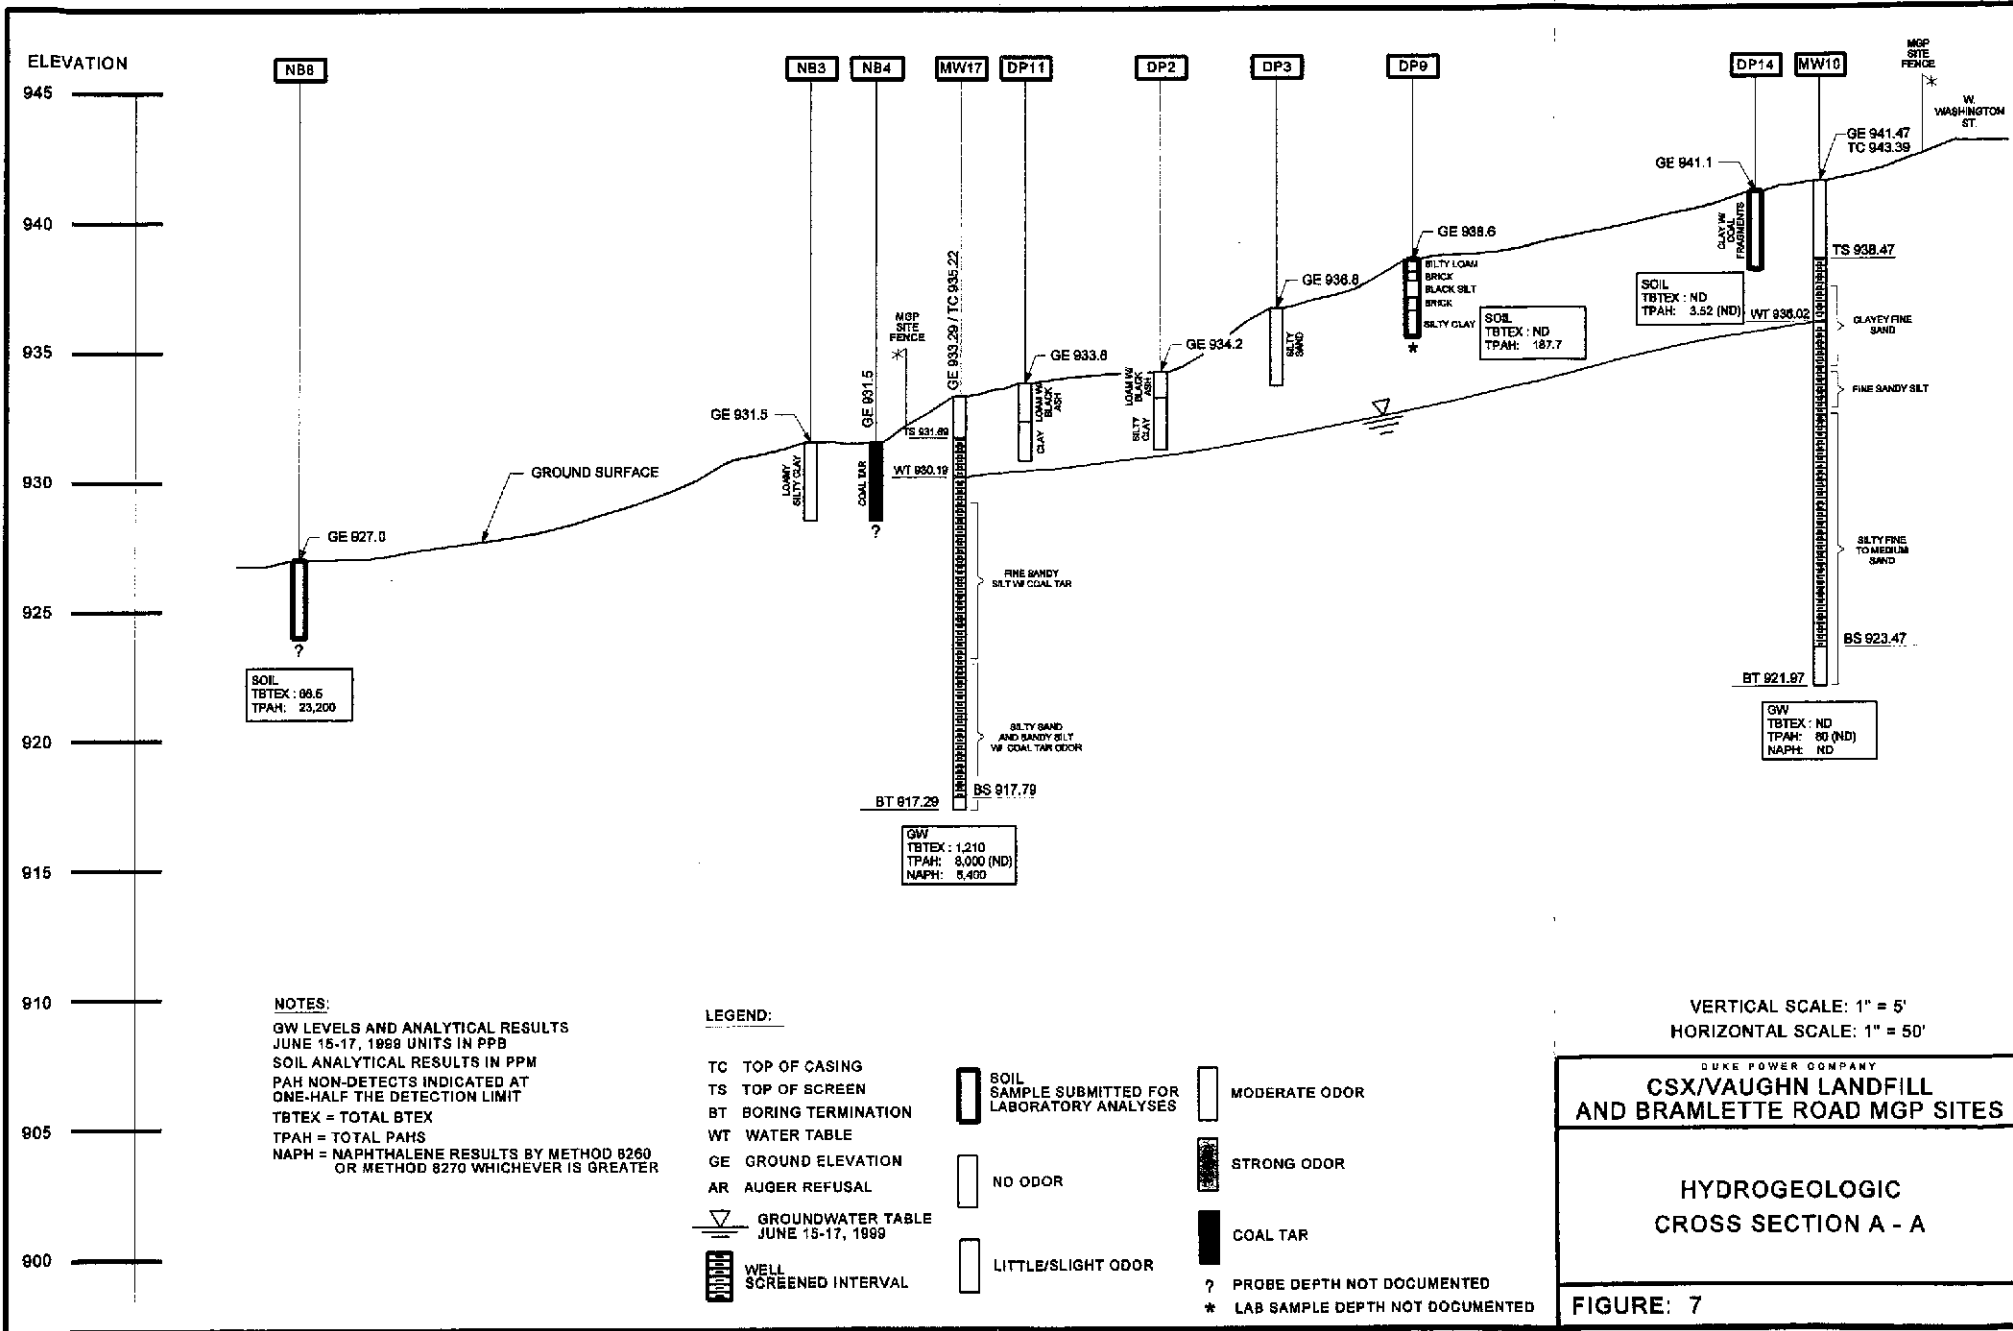 ELEVATION
945
940
935
930
925
920
915
910
905
900
NB8
NB3
NB4
MW17
DP11
DP2
DP3
DP9
DP14
MW10
MGP
SITE
FENCE
W.
WASHINGTON
ST.
GE 941.47
TC 943.39
GE 941.1
CLAY W/
COAL
FRAGMENTS
TS 938.47
SOIL
TBTEX : ND
TPAH: 3.52 (ND)
WT 936.02
CLAYEY FINE
SAND
FINE SANDY SILT
SILTY FINE
TO MEDIUM
SAND
BS 923.47
BT 921.97
GW
TBTEX : ND
TPAH: 80 (ND)
NAPH: ND
GE 938.6
SILTY LOAM
BRICK
BLACK SILT
BRICK
SILTY CLAY
*
SOIL
TBTEX : ND
TPAH: 187.7
GE 936.8
SILTY
SAND
GE 934.2
LOAM W/
BLACK
ASH
SILTY
CLAY
GE 933.8
LOAM W/
BLACK
ASH
CLAY
GE 933.29 / TC 935.22
MGP
SITE
FENCE
TS 931.69
WT 930.19
FINE SANDY
SILT W/ COAL TAR
SILTY SAND
AND SANDY SILT
W/ COAL TAR ODOR
BS 917.79
BT 917.29
GW
TBTEX : 1,210
TPAH: 8,000 (ND)
NAPH: 5,400
GE 931.5
COAL TAR
?
GE 931.5
LOAMY
SILTY CLAY
GROUND SURFACE
GE 927.0
?
SOIL
TBTEX : 66.5
TPAH: 23,200
NOTES:
GW LEVELS AND ANALYTICAL RESULTS
JUNE 15-17, 1999 UNITS IN PPB
SOIL ANALYTICAL RESULTS IN PPM
PAH NON-DETECTS INDICATED AT
ONE-HALF THE DETECTION LIMIT
TBTEX = TOTAL BTEX
TPAH = TOTAL PAHS
NAPH = NAPHTHALENE RESULTS BY METHOD 8260
OR METHOD 8270 WHICHEVER IS GREATER
LEGEND:
TC TOP OF CASING
TS TOP OF SCREEN
BT BORING TERMINATION
WT WATER TABLE
GE GROUND ELEVATION
AR AUGER REFUSAL
GROUNDWATER TABLE
JUNE 15-17, 1999
WELL
SCREENED INTERVAL
SOIL
SAMPLE SUBMITTED FOR
LABORATORY ANALYSES
NO ODOR
LITTLE/SLIGHT ODOR
MODERATE ODOR
STRONG ODOR
COAL TAR
? PROBE DEPTH NOT DOCUMENTED
* LAB SAMPLE DEPTH NOT DOCUMENTED
VERTICAL SCALE: 1" = 5'
HORIZONTAL SCALE: 1" = 50'
DUKE POWER COMPANY
CSX/VAUGHN LANDFILL
AND BRAMLETTE ROAD MGP SITES
HYDROGEOLOGIC
CROSS SECTION A - A
FIGURE: 7